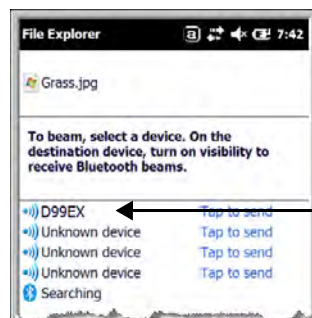 File Explorer 7:42
Grass.jpg
To beam, select a device. On the
destination device, turn on visibility to
receive Bluetooth beams.
D99EX Tap to send
Unknown device Tap to send
Unknown device Tap to send
Unknown device Tap to send
Searching